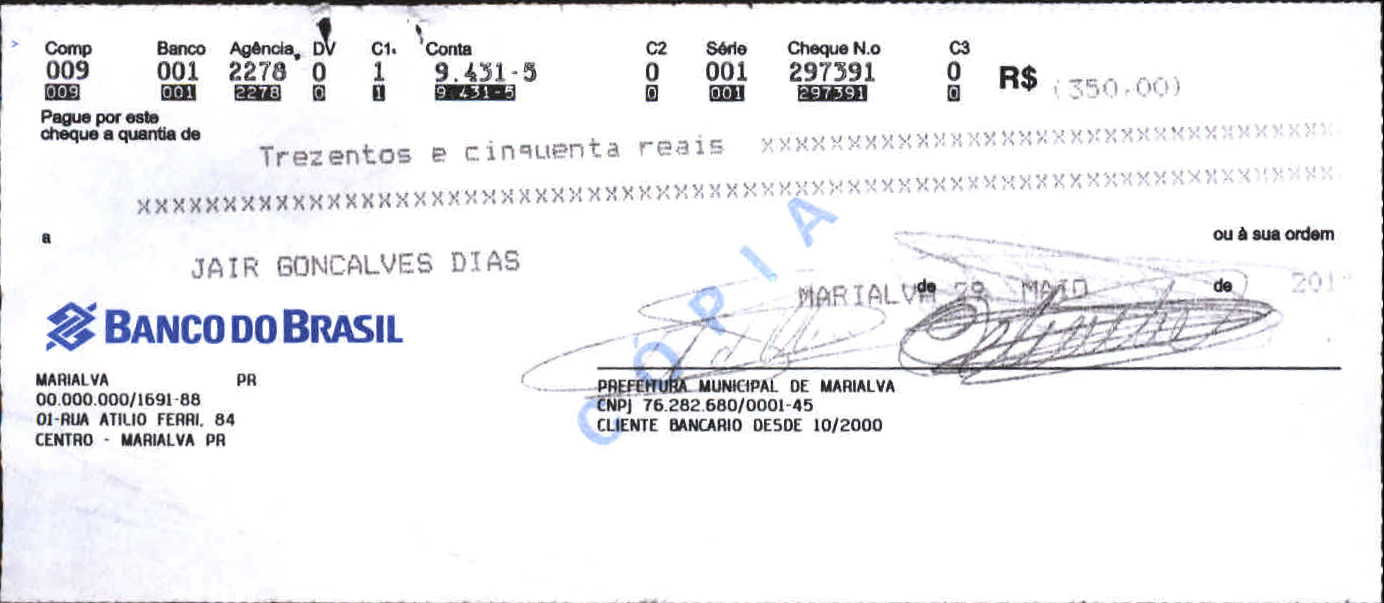 Comp Banco Agência DV C1. Conta C2 Série Cheque N.o C3
009 001 2278 0 1 9.431-5 0 001 297391 0 R$ (350,00)
009 001 2278 0 1 9.431-5 0 001 297391 0
Pague por este
cheque a quantia de
Trezentos e cinquenta reais xxxxxxxxxxxxxxxxxxxxxxxxxxxxxxxxx
xxxxxxxxxxxxxxxxxxxxxxxxxxxxxxxxxxxxxxxxxxxxxxxxxxxxxxxxxxxxxxxxxxxxx
a ou à sua ordem
JAIR GONCALVES DIAS
MARIALVA de 29 MAIO de 201
BANCO DO BRASIL
CÓPIA
MARIALVA PR
00.000.000/1691-88
01-RUA ATILIO FERRI, 84
CENTRO - MARIALVA PR
PREFEITURA MUNICIPAL DE MARIALVA
CNPJ 76.282.680/0001-45
CLIENTE BANCARIO DESDE 10/2000